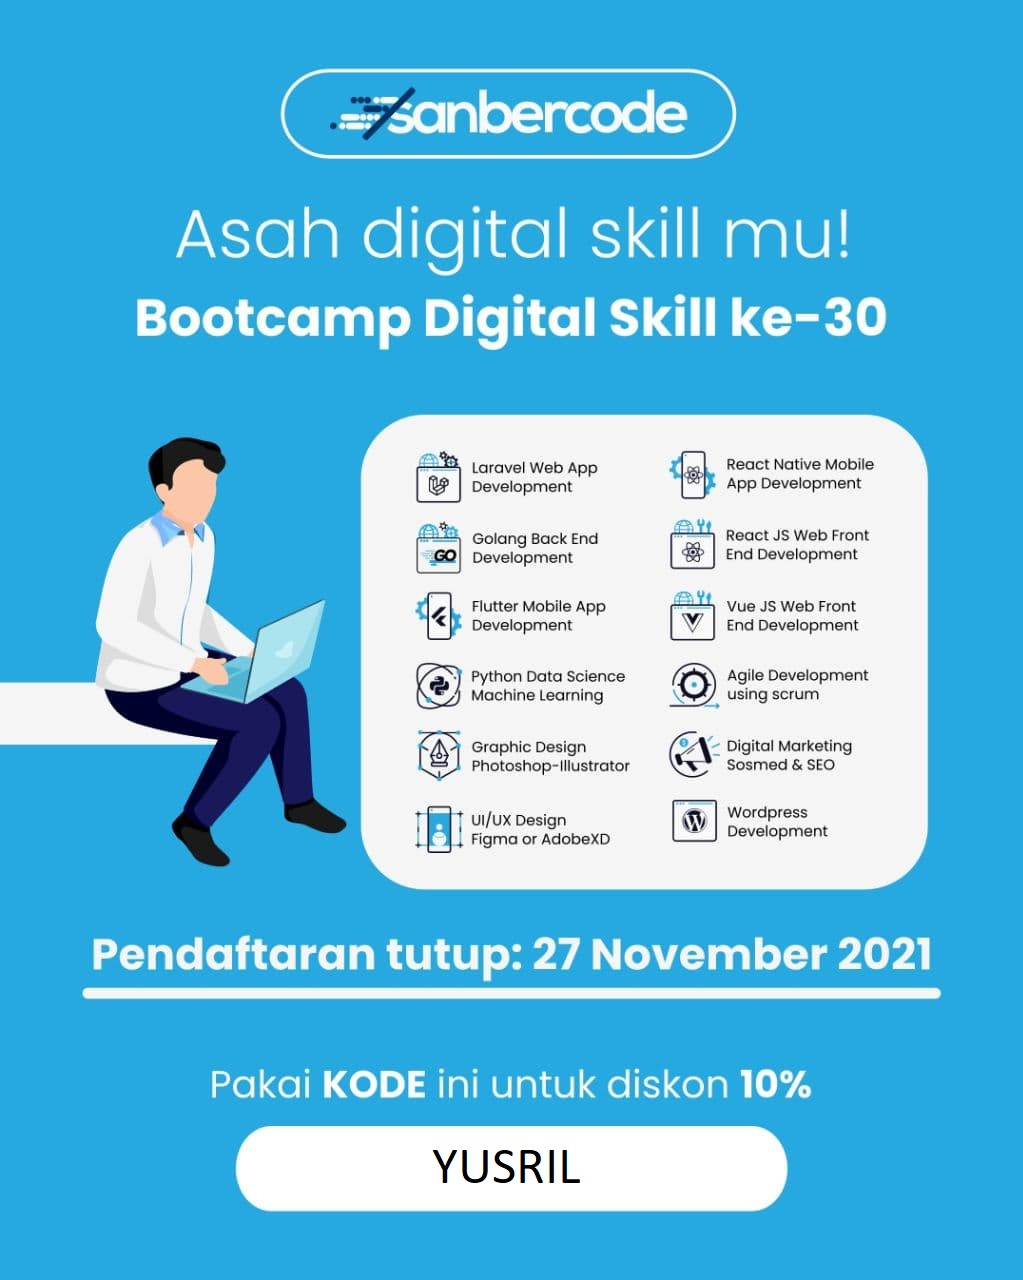 sanbercode
Asah digital skill mu!
Bootcamp Digital Skill ke-30
Laravel Web App
Development
Golang Back End
Development
GO
Flutter Mobile App
Development
Python Data Science
Machine Learning
Graphic Design
Photoshop-Illustrator
UI/UX Design
Figma or AdobeXD
React Native Mobile
App Development
React JS Web Front
End Development
Vue JS Web Front
End Development
Agile Development
using scrum
Digital Marketing
Sosmed & SEO
Wordpress
Development
Pendaftaran tutup: 27 November 2021
Pakai KODE ini untuk diskon 10%
YUSRIL